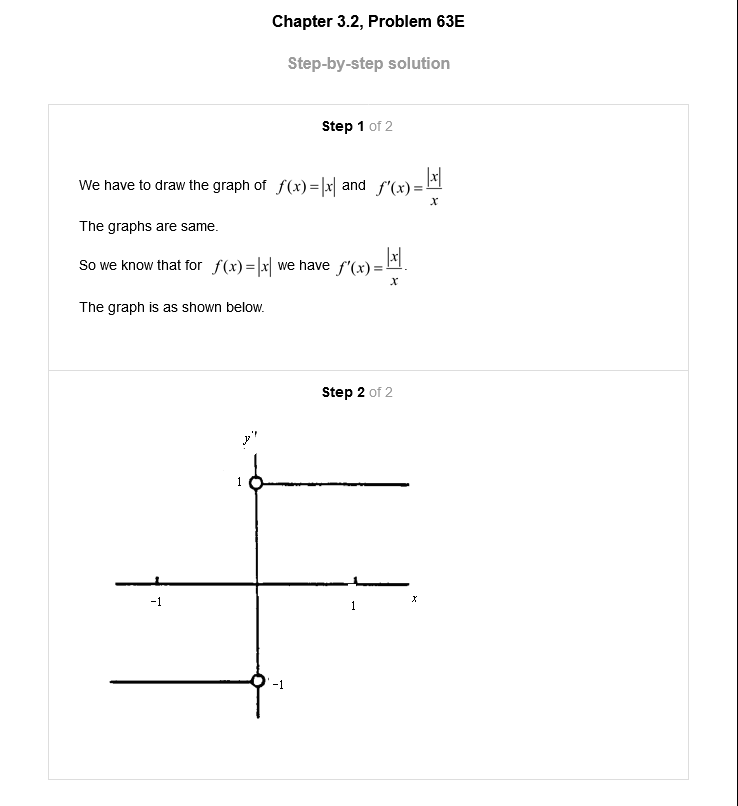 Chapter 3.2, Problem 63E
Step-by-step solution
Step 1 of 2
We have to draw the graph of f(x)=|x| and f'(x)=|x|/x
The graphs are same.
So we know that for f(x)=|x| we have f'(x)=|x|/x.
The graph is as shown below.
Step 2 of 2
y"
1
-1
1
x
-1